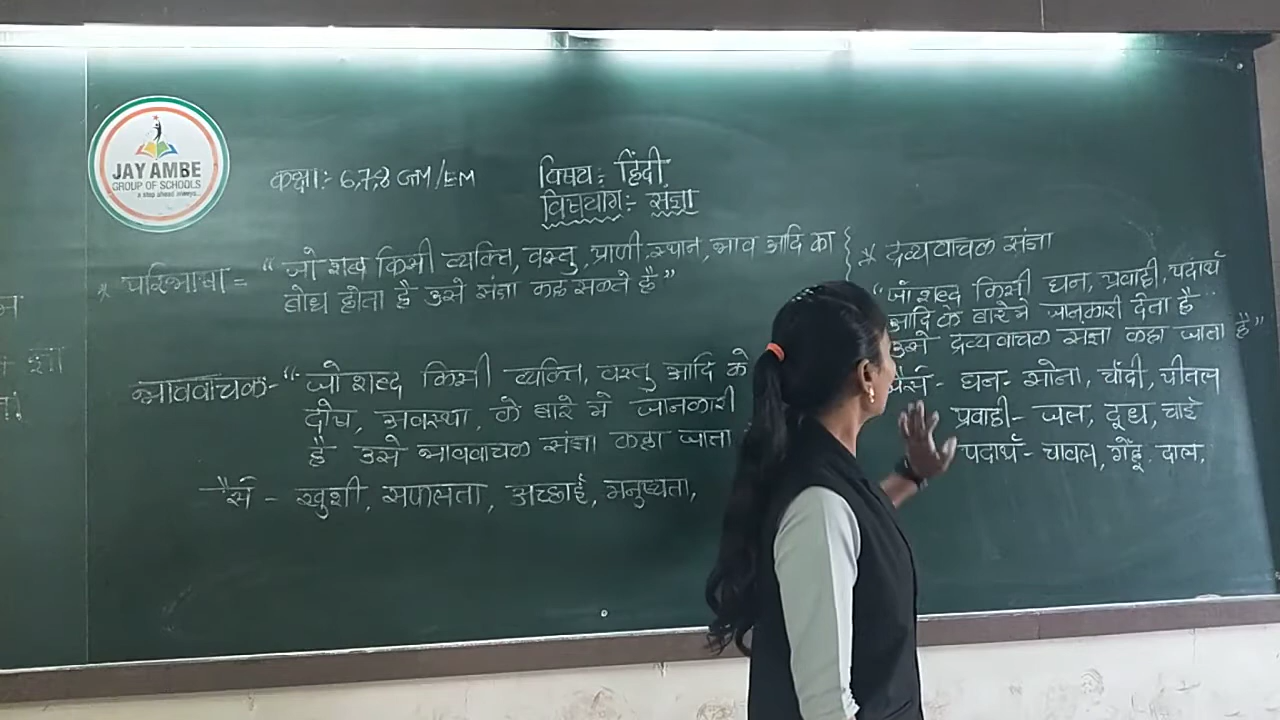 JAY AMBE
GROUP OF SCHOOLS
a step ahead always...
कक्षा:- 6,7,8 GM/EM
विषय:- हिंदी
विषयांग:- संज्ञा
* परिभाषा = "जो शब्द किसी व्यक्ति, वस्तु, प्राणी, स्थान, भाव आदि का
बोध होता है उसे संज्ञा कह सकते है"
भाववाचक:- "जो शब्द किसी व्यक्ति, वस्तु आदि के
दोष, अवस्था, के बारे मे जानकारी
है उसे भाववाचक संज्ञा कहा जाता
जैसे - खुशी, सफलता, अच्छाई, मनुष्यता,
* द्रव्यवाचक संज्ञा
"जो शब्द किसी घन, प्रवाही, पदार्थ
आदि के बारे मे जानकारी देता है
उसे द्रव्यवाचक संज्ञा कहा जाता है"
जैसे - घन - सोना, चाँदी, पीतल
प्रवाही - जल, दूध, चाई
पदार्थ - चावल, गेहूँ, दाल,